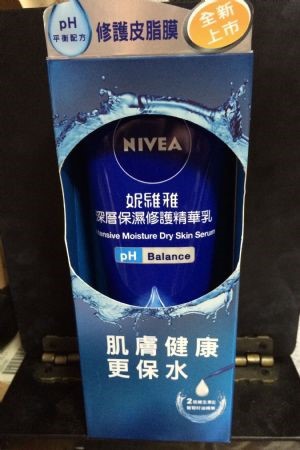 pH
平衡配方
修護皮脂膜
全新
上市
NIVEA
妮維雅
深層保濕修護精華乳
Intensive Moisture Dry Skin Serum
pH Balance
肌膚健康
更保水